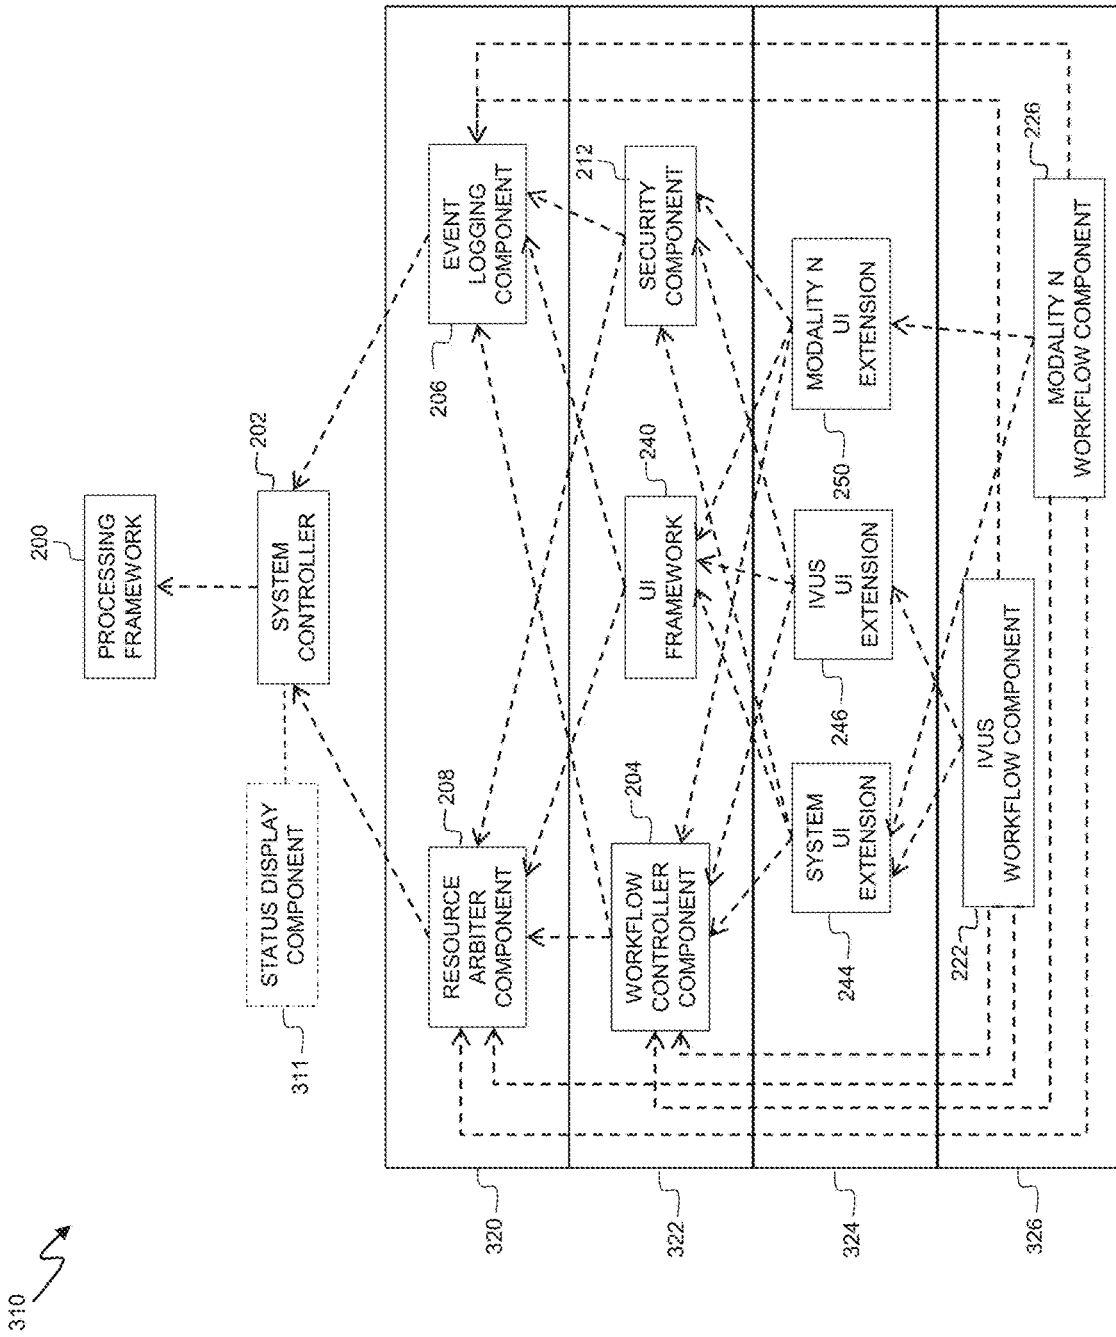 310
PROCESSING
FRAMEWORK
200
STATUS DISPLAY
COMPONENT
311
SYSTEM
CONTROLLER
202
320
RESOURCE
ARBITER
COMPONENT
208
EVENT
LOGGING
COMPONENT
206
322
WORKFLOW
CONTROLLER
COMPONENT
204
UI
FRAMEWORK
240
SECURITY
COMPONENT
212
324
SYSTEM
UI
EXTENSION
244
IVUS
UI
EXTENSION
246
MODALITY N
UI
EXTENSION
250
326
IVUS
WORKFLOW COMPONENT
222
MODALITY N
WORKFLOW COMPONENT
226